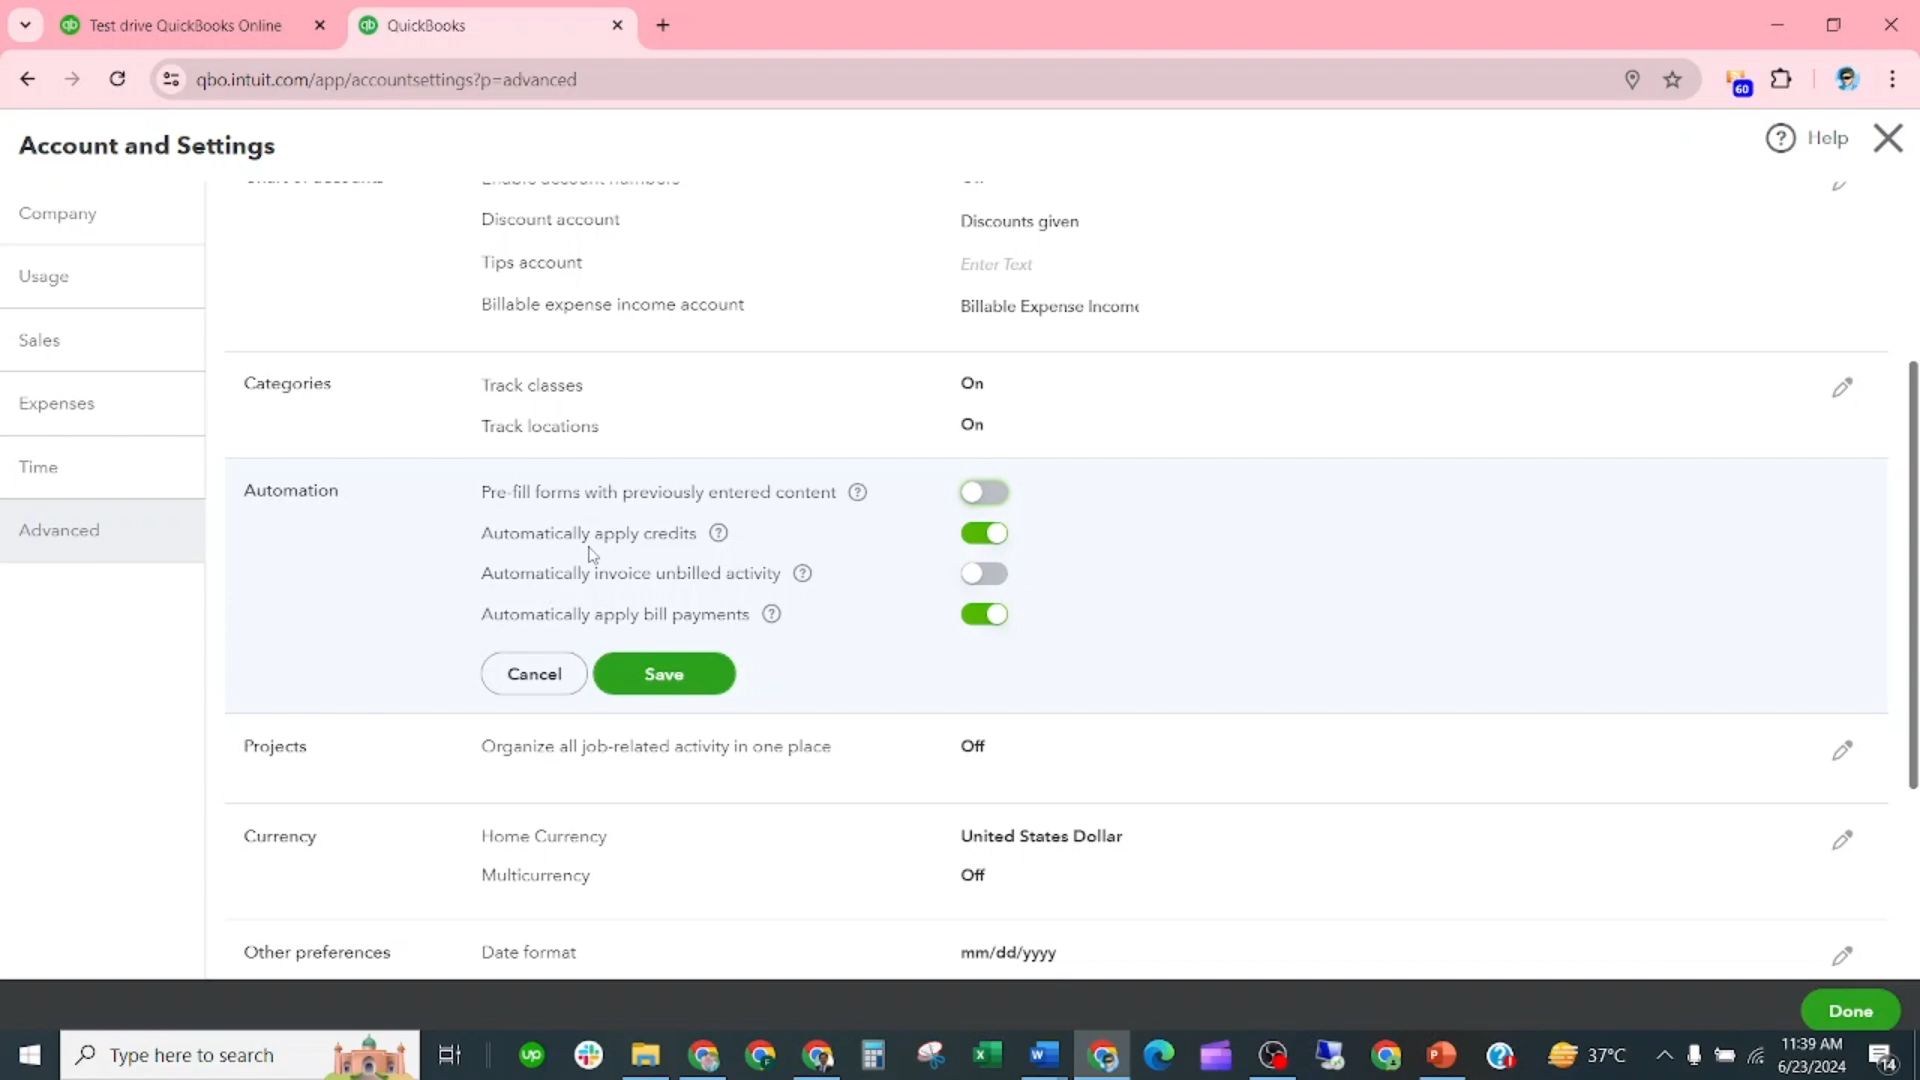 Test drive QuickBooks Online
QuickBooks
qbo.intuit.com/app/accountsettings?p=advanced
60
Account and Settings
Help
Company
Usage
Sales
Expenses
Time
Advanced
Discount account
Discounts given
Tips account
Enter Text
Billable expense income account
Billable Expense Income
Categories
Track classes
On
Track locations
On
Automation
Pre-fill forms with previously entered content
Automatically apply credits
Automatically invoice unbilled activity
Automatically apply bill payments
Cancel
Save
Projects
Organize all job-related activity in one place
Off
Currency
Home Currency
United States Dollar
Multicurrency
Off
Other preferences
Date format
mm/dd/yyyy
Done
Type here to search
up
37°C
11:39 AM
6/23/2024
14